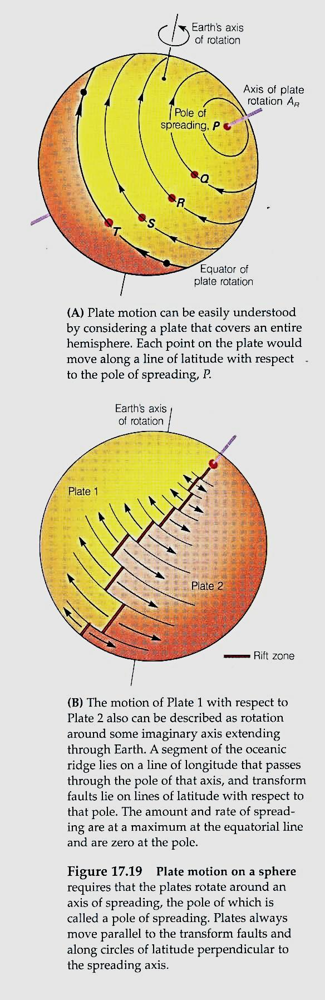 Earth's axis
of rotation
Axis of plate
rotation AR
Pole of
spreading, P
Q
R
S
T
Equator of
plate rotation
(A) Plate motion can be easily understood
by considering a plate that covers an entire
hemisphere. Each point on the plate would
move along a line of latitude with respect
to the pole of spreading, P.
Earth's axis
of rotation
Plate 1
Plate 2
Rift zone
(B) The motion of Plate 1 with respect to
Plate 2 also can be described as rotation
around some imaginary axis extending
through Earth. A segment of the oceanic
ridge lies on a line of longitude that passes
through the pole of that axis, and transform
faults lie on lines of latitude with respect to
that pole. The amount and rate of spread-
ing are at a maximum at the equatorial line
and are zero at the pole.
Figure 17.19 Plate motion on a sphere
requires that the plates rotate around an
axis of spreading, the pole of which is
called a pole of spreading. Plates always
move parallel to the transform faults and
along circles of latitude perpendicular to
the spreading axis.